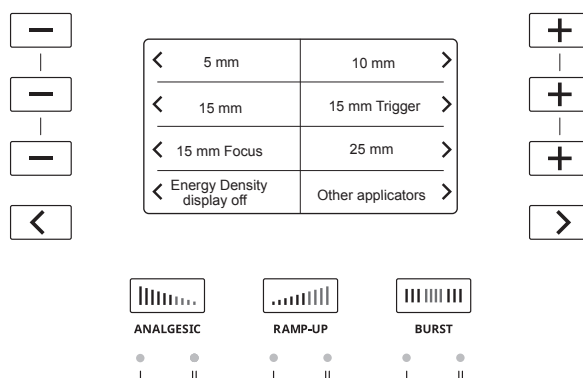 5 mm
10 mm
15 mm
15 mm Trigger
15 mm Focus
25 mm
Energy Density
display off
Other applicators
ANALGESIC
RAMP-UP
BURST
I II I II I II